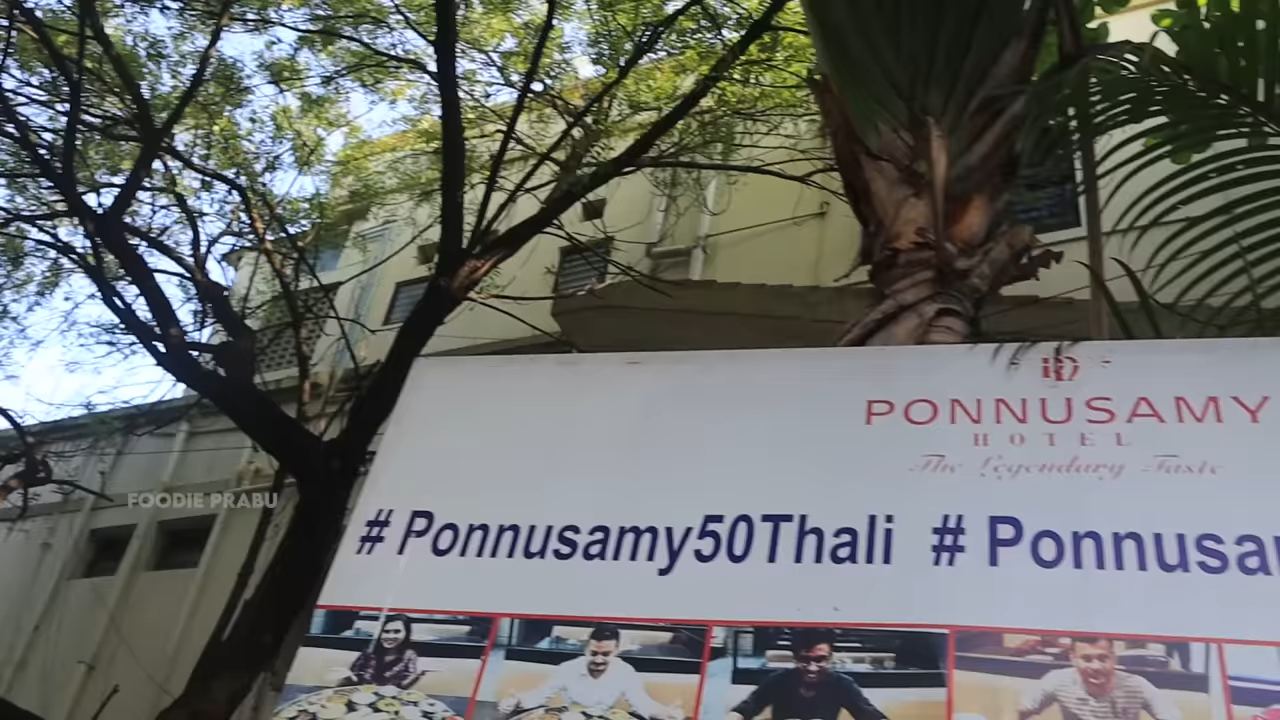 PONNUSAMY
HOTEL
The Legendary Taste
FOODIE PRABU
# Ponnusamy50Thali # Ponnusa